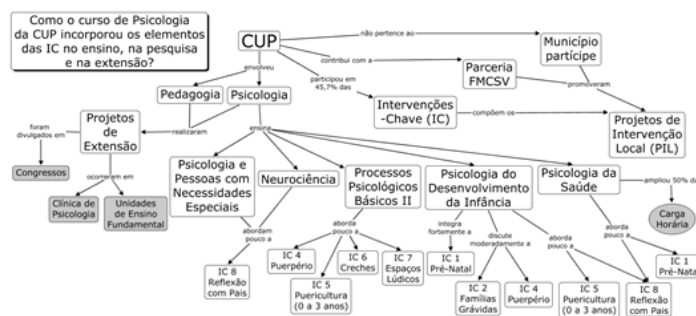 Como o curso de Psicologia
da CUP incorporou os elementos
das IC no ensino, na pesquisa
e na extensão?
CUP
não pertence ao
Município
partícipe
contribui com a
Parceria
FMCSV
promoveram
envolveu
participou em
45,7% das
Pedagogia
Psicologia
Intervenções
-Chave (IC)
compõem os
Projetos de
Intervenção
Local (PIL)
Projetos
de
Extensão
realizaram
ensina
foram
divulgados em
Congressos
ocorreram em
Clínica de
Psicologia
Unidades
de Ensino
Fundamental
Psicologia e
Pessoas com
Necessidades
Especiais
Neurociência
Processos
Psicológicos
Básicos II
Psicologia do
Desenvolvimento
da Infância
Psicologia
da Saúde
ampliou 50% da
Carga
Horária
abordam
pouco a
IC 8
Reflexão
com Pais
aborda
pouco a
IC 4
Puerpério
IC 5
Puericultura
(0 a 3 anos)
IC 6
Creches
IC 7
Espaços
Lúdicos
integra
fortemente a
IC 1
Pré-Natal
discute
moderadamente a
IC 2
Famílias
Grávidas
IC 4
Puerpério
aborda
pouco a
IC 5
Puericultura
(0 a 3 anos)
IC 8
Reflexão
com Pais
aborda
pouco a
IC 1
Pré-Natal